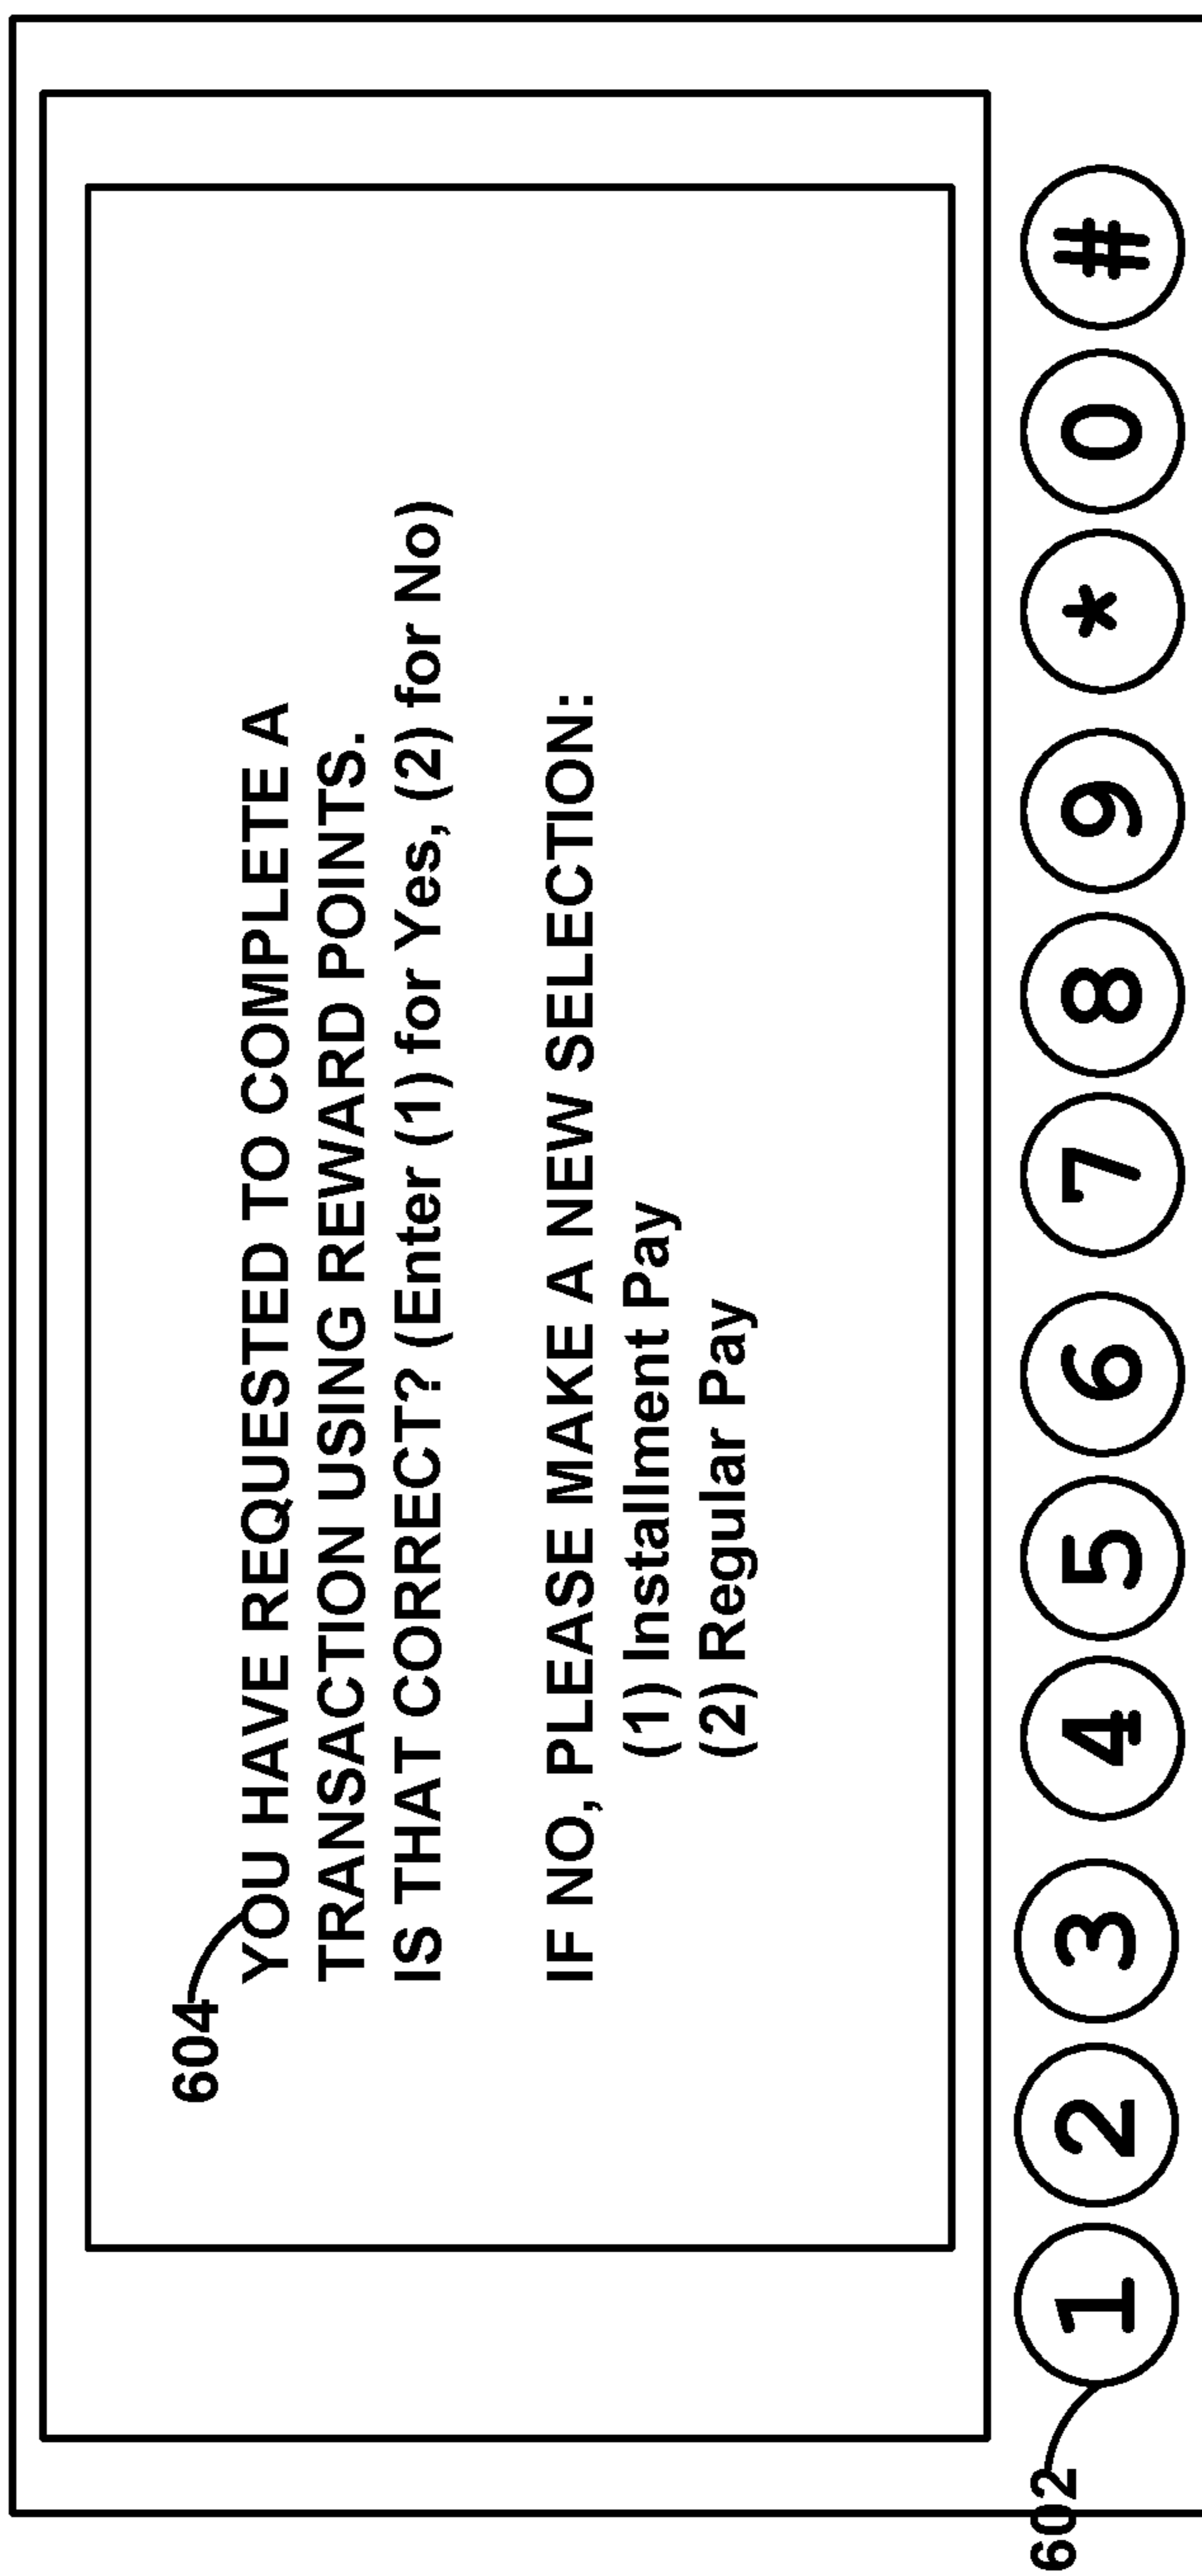 604
YOU HAVE REQUESTED TO COMPLETE A
TRANSACTION USING REWARD POINTS.
IS THAT CORRECT? (Enter (1) for Yes, (2) for No)
IF NO, PLEASE MAKE A NEW SELECTION:
(1) Installment Pay
(2) Regular Pay
602
1 2 3 4 5 6 7 8 9 * 0 #